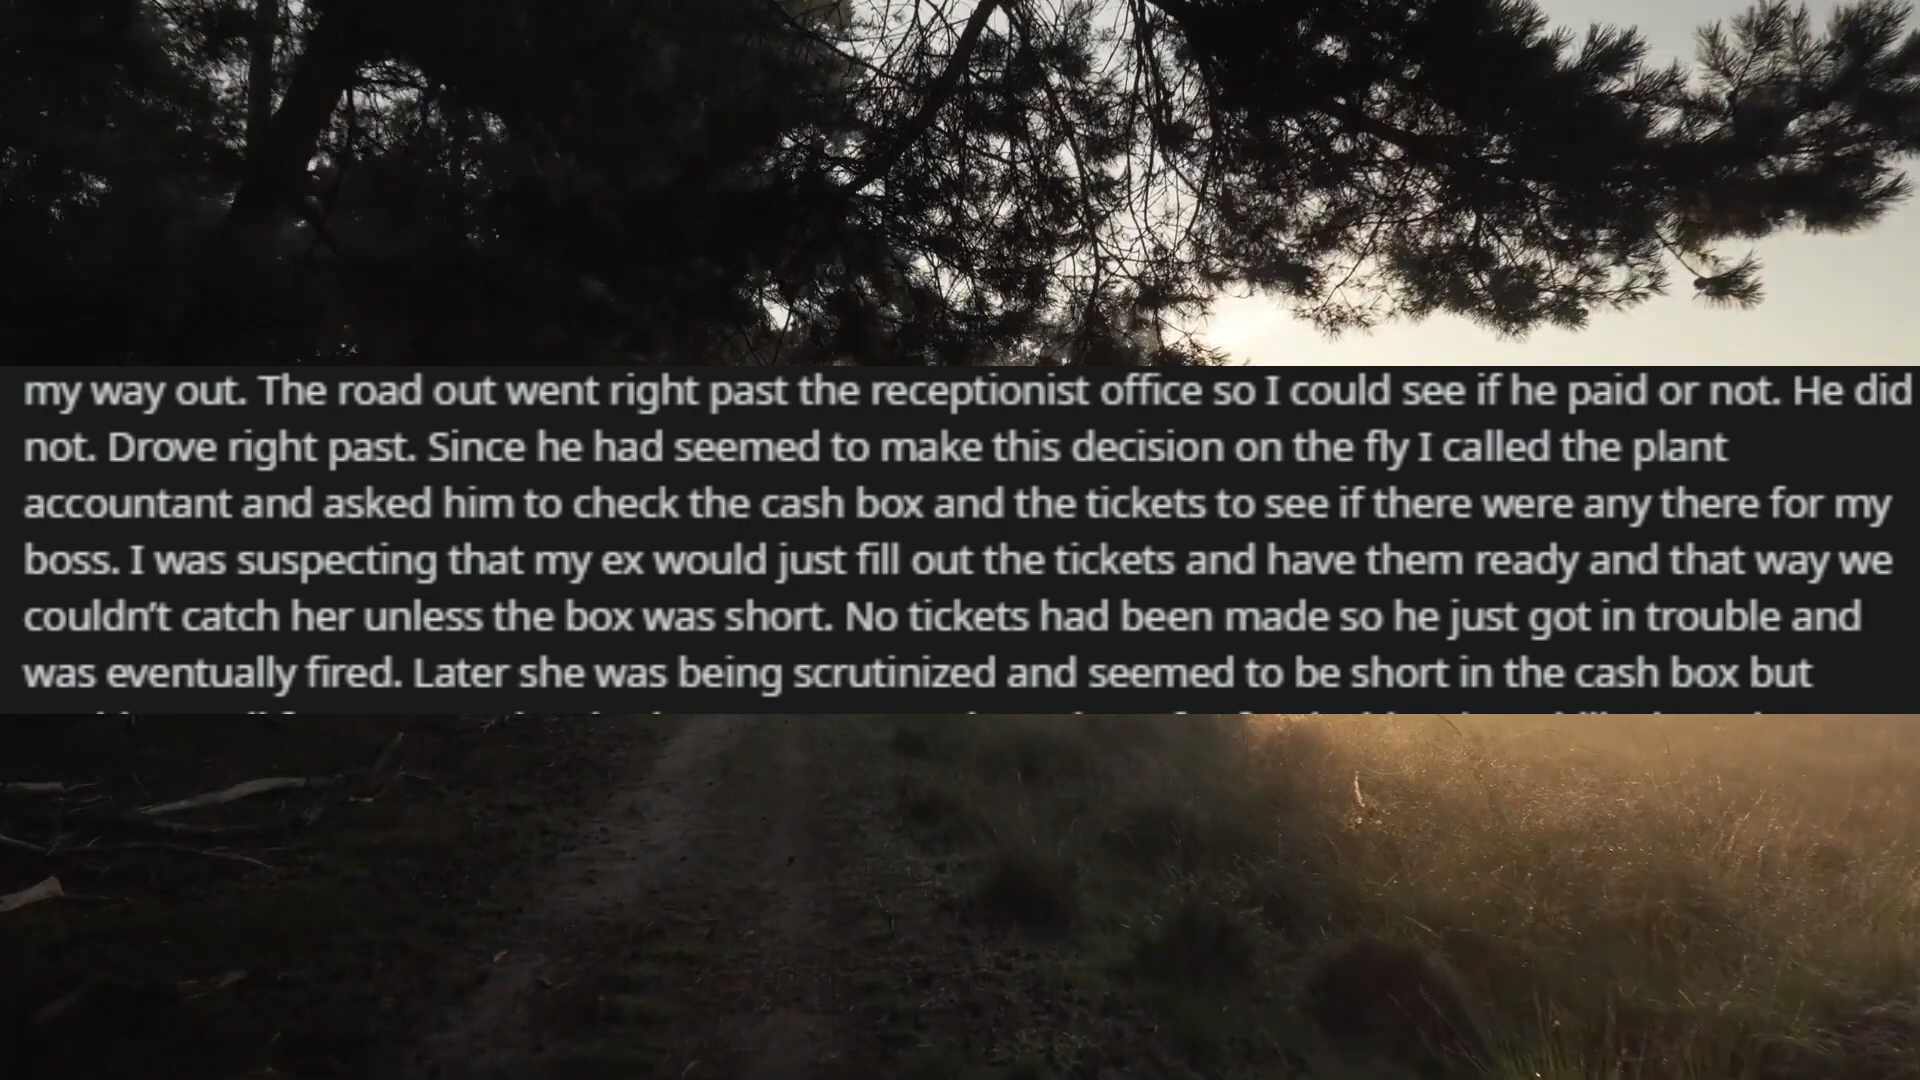 my way out. The road out went right past the receptionist office so I could see if he paid or not. He did
not. Drove right past. Since he had seemed to make this decision on the fly I called the plant
accountant and asked him to check the cash box and the tickets to see if there were any there for my
boss. I was suspecting that my ex would just fill out the tickets and have them ready and that way we
couldn’t catch her unless the box was short. No tickets had been made so he just got in trouble and
was eventually fired. Later she was being scrutinized and seemed to be short in the cash box but